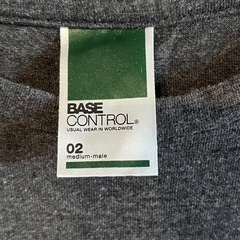 BASE
CONTROL®
USUAL WEAR IN WORLDWIDE
02
medium-male